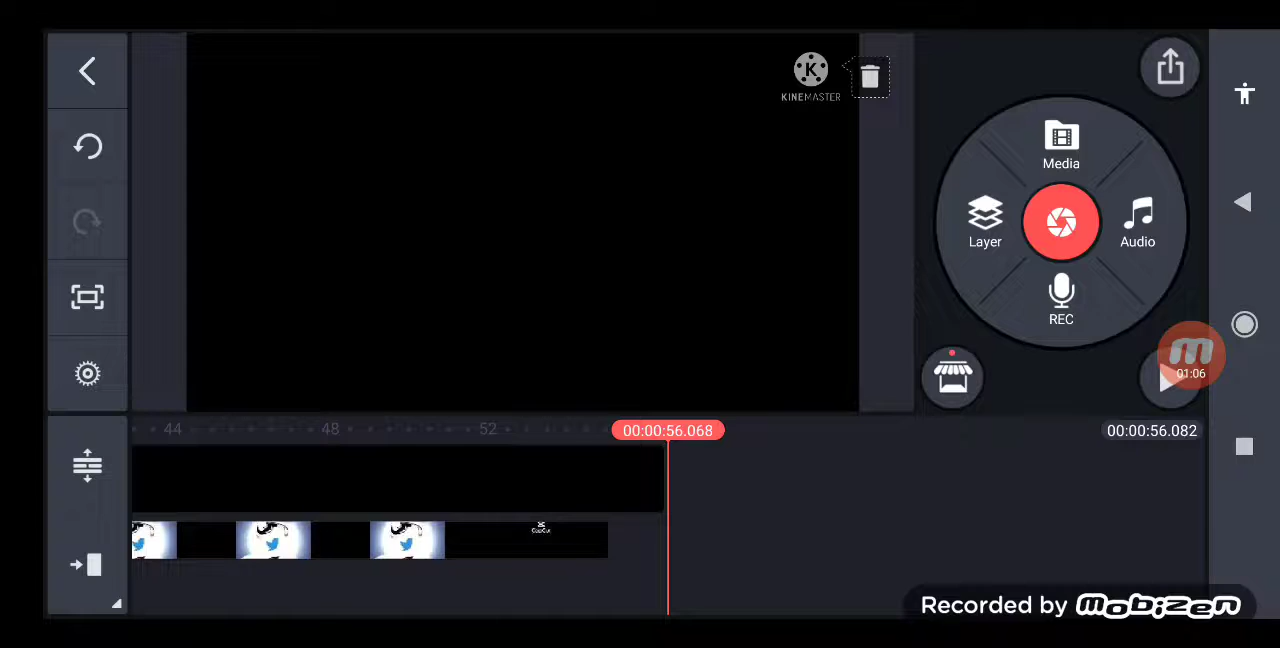 KINEMASTER
Media
Layer
Audio
REC
01:06
44
48
52
00:00:56.068
00:00:56.082
CapCut
Recorded by mobizen